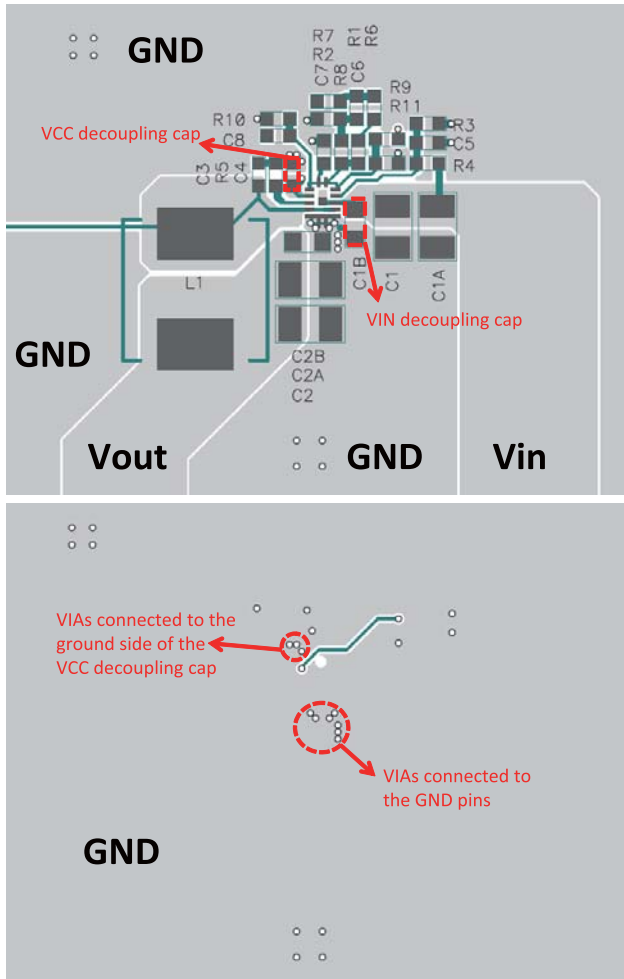 GND
R7
R2
C7
R8
C6
R1
R6
R9
R11
R10
C8
R3
C5
R4
VCC decoupling cap
C3
R5
C4
L1
C1B
C1
C1A
VIN decoupling cap
GND
C2B
C2A
C2
Vout
GND
Vin
VIAs connected to the
ground side of the
VCC decoupling cap
VIAs connected to
the GND pins
GND